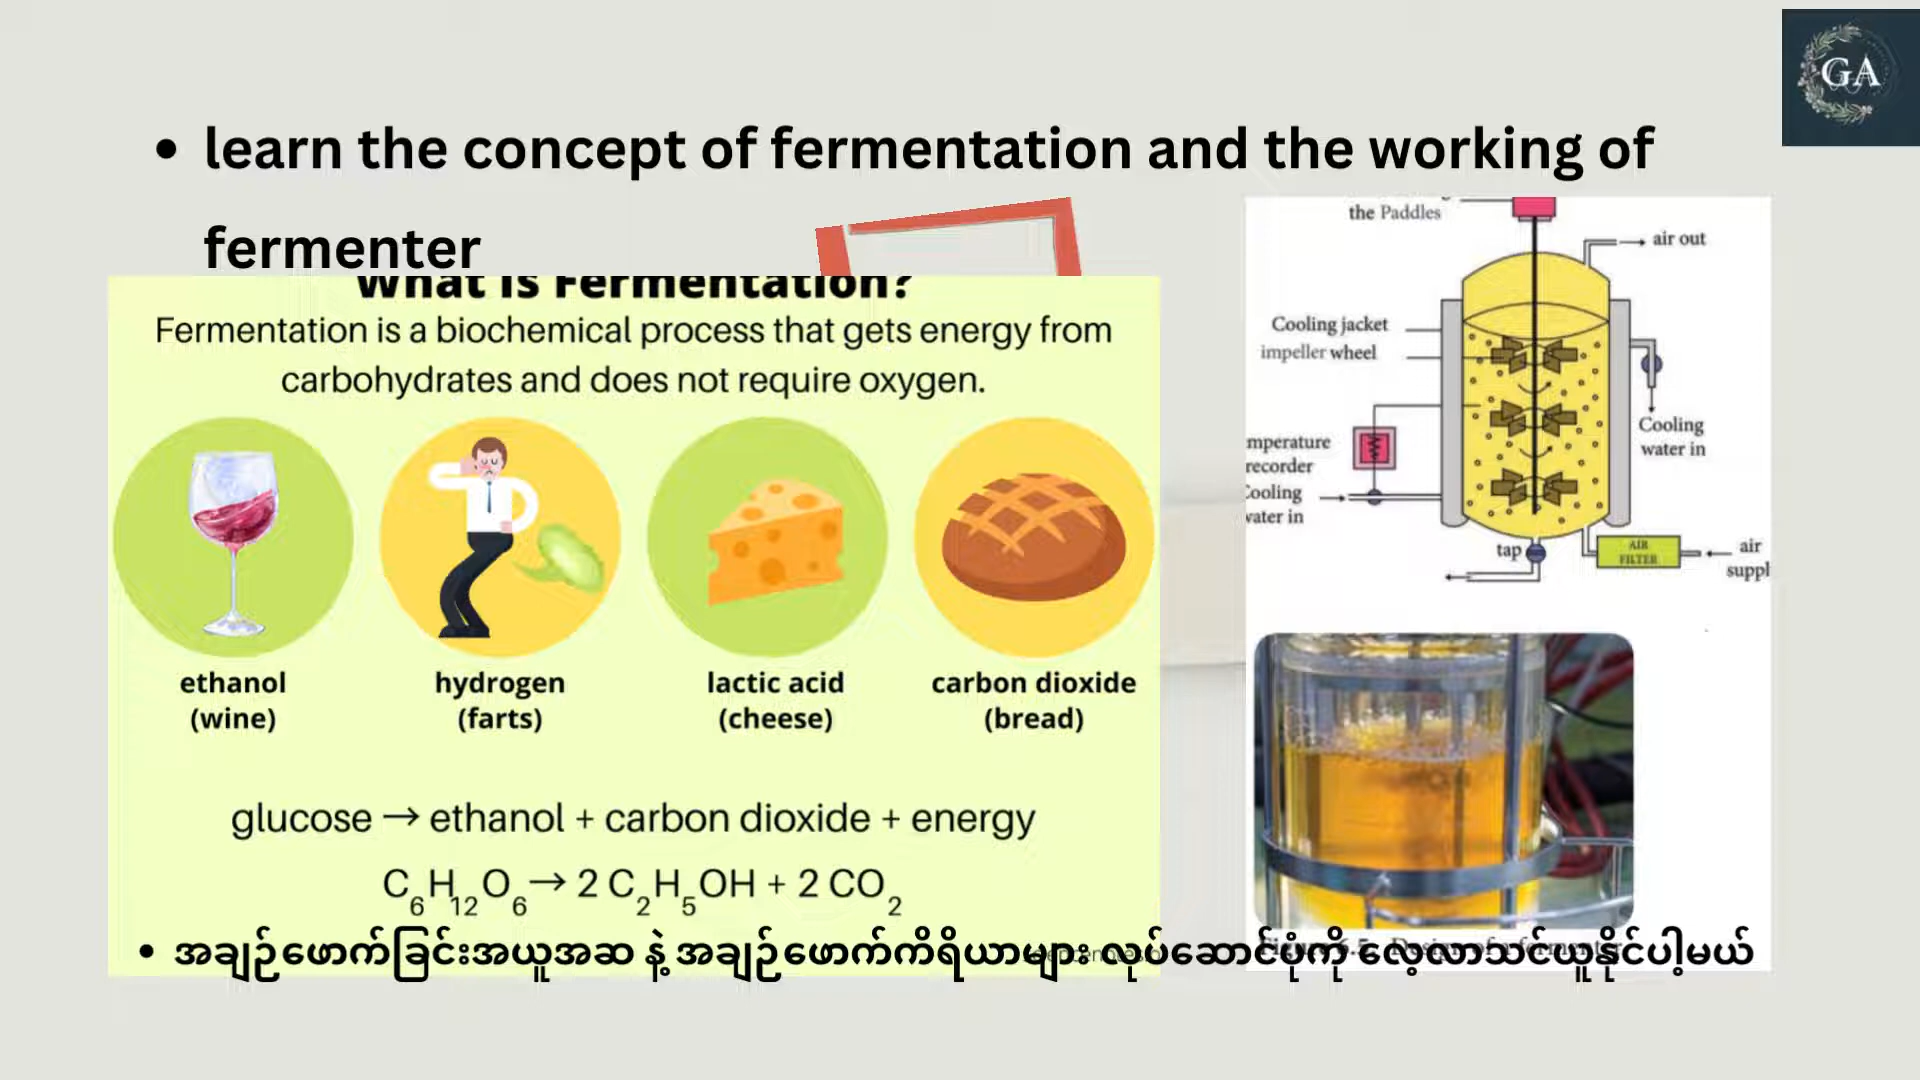 GA
• learn the concept of fermentation and the working of
fermenter
What is Fermentation?
Fermentation is a biochemical process that gets energy from
carbohydrates and does not require oxygen.
ethanol
(wine)
hydrogen
(farts)
lactic acid
(cheese)
carbon dioxide
(bread)
glucose → ethanol + carbon dioxide + energy
C6H12O6 → 2 C2H5OH + 2 CO2
the Paddles
air out
Cooling jacket
impeller wheel
Cooling
water in
mperature
recorder
Cooling
water in
tap
AIR
FILTER
air
suppl
Design of a fermenter
• အချဉ်ဖောက်ခြင်းအယူအဆ နဲ့ အချဉ်ဖောက်ကိရိယာများ လုပ်ဆောင်ပုံကို လေ့လာသင်ယူနိုင်ပါ့မယ်